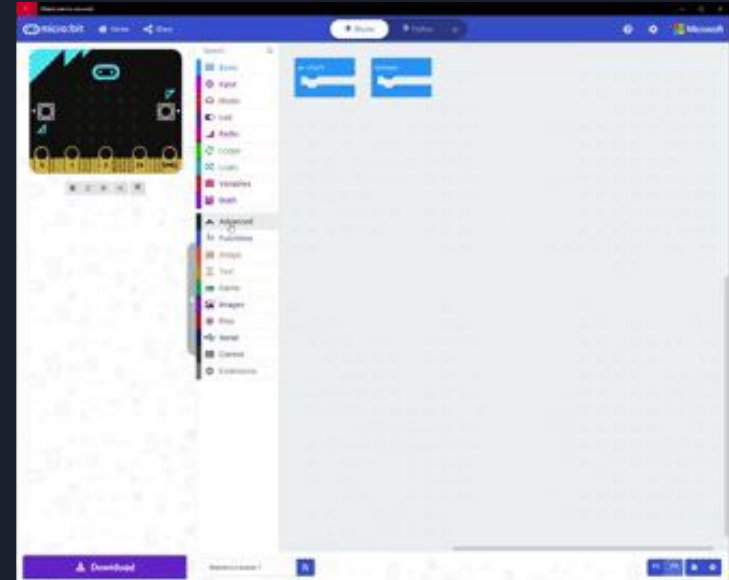 micro:bit
Home
Share
Blocks
Python
Microsoft
Search
Basic
Input
Music
Led
Radio
Loops
Logic
Variables
Math
Advanced
Functions
Arrays
Text
Game
Images
Pins
Serial
Control
Extensions
on start
forever
Download